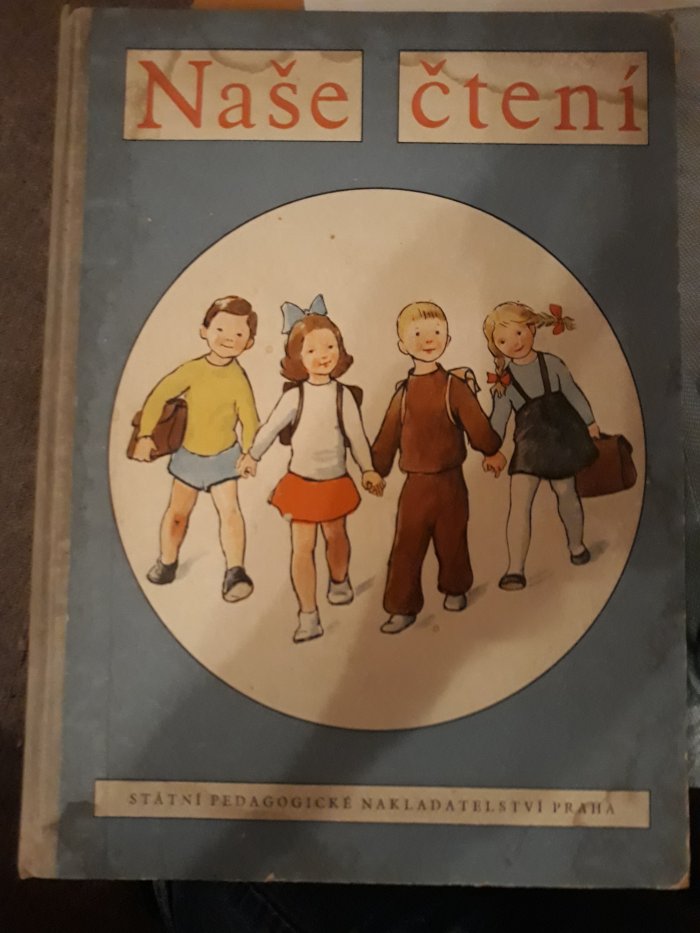 Naše čtení
STÁTNÍ PEDAGOGICKÉ NAKLADATELSTVÍ PRAHA